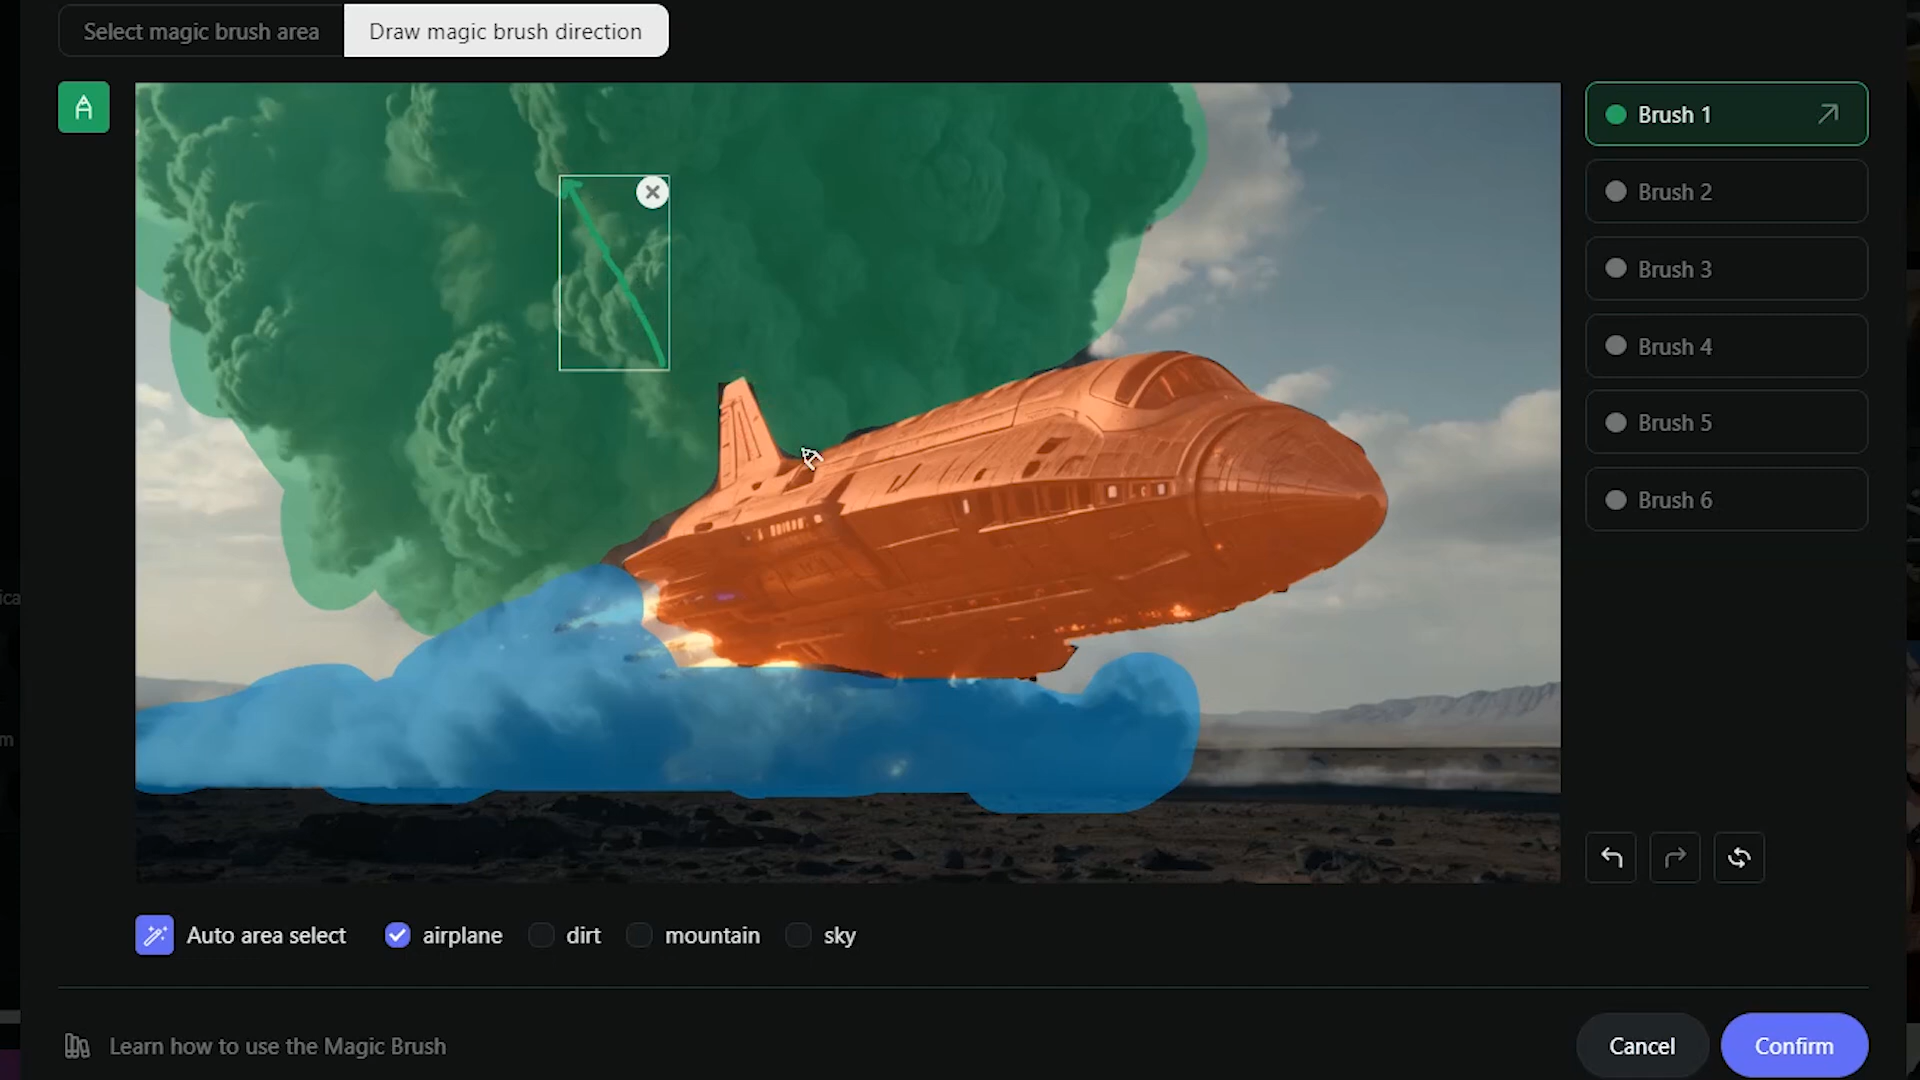 Select magic brush area
Draw magic brush direction
Brush 1
Brush 2
Brush 3
Brush 4
Brush 5
Brush 6
Auto area select
airplane
dirt
mountain
sky
Learn how to use the Magic Brush
Cancel
Confirm